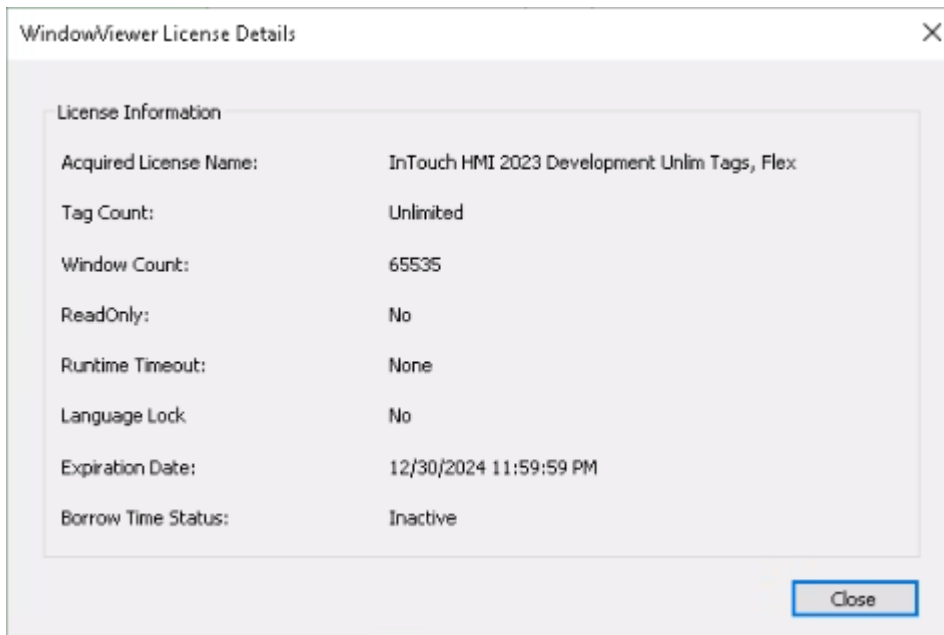 WindowViewer License Details
License Information
Acquired License Name: InTouch HMI 2023 Development Unlim Tags, Flex
Tag Count: Unlimited
Window Count: 65535
ReadOnly: No
Runtime Timeout: None
Language Lock No
Expiration Date: 12/30/2024 11:59:59 PM
Borrow Time Status: Inactive
Close